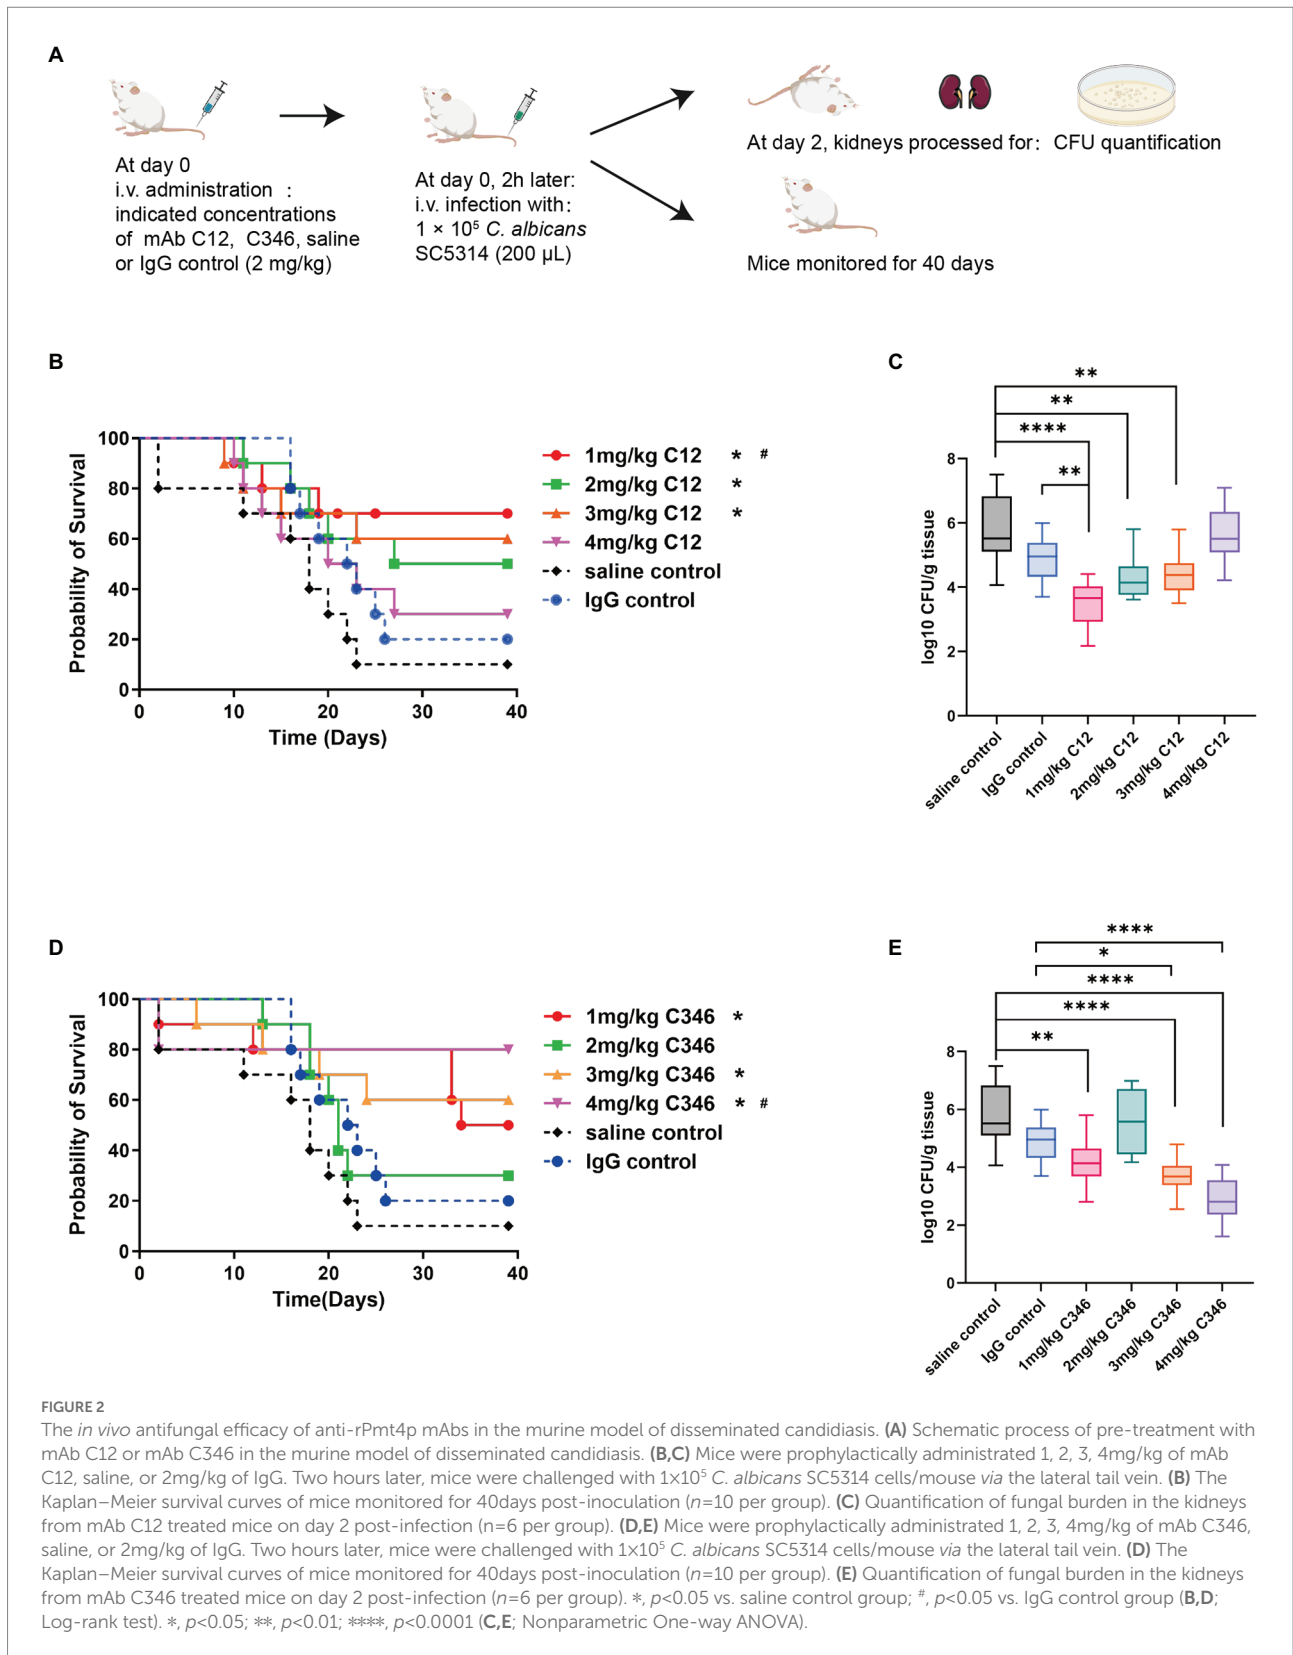 A
At day 0
i.v. administration :
indicated concentrations
of mAb C12, C346, saline
or IgG control (2 mg/kg)
At day 0, 2h later:
i.v. infection with:
1 × 10⁵ C. albicans
SC5314 (200 µL)
At day 2, kidneys processed for: CFU quantification
Mice monitored for 40 days
B
Probability of Survival
100
80
60
40
20
0
0 10 20 30 40
Time (Days)
1mg/kg C12 * #
2mg/kg C12 *
3mg/kg C12 *
4mg/kg C12
saline control
IgG control
C
**
**
****
**
log10 CFU/g tissue
8
6
4
2
0
saline control
IgG control
1mg/kg C12
2mg/kg C12
3mg/kg C12
4mg/kg C12
D
Probability of Survival
100
80
60
40
20
0
0 10 20 30 40
Time(Days)
1mg/kg C346 *
2mg/kg C346
3mg/kg C346 *
4mg/kg C346 * #
saline control
IgG control
E
****
*
****
****
**
log10 CFU/g tissue
8
6
4
2
0
saline control
IgG control
1mg/kg C346
2mg/kg C346
3mg/kg C346
4mg/kg C346
FIGURE 2
The in vivo antifungal efficacy of anti-rPmt4p mAbs in the murine model of disseminated candidiasis. (A) Schematic process of pre-treatment with
mAb C12 or mAb C346 in the murine model of disseminated candidiasis. (B,C) Mice were prophylactically administrated 1, 2, 3, 4mg/kg of mAb
C12, saline, or 2mg/kg of IgG. Two hours later, mice were challenged with 1×10⁵ C. albicans SC5314 cells/mouse via the lateral tail vein. (B) The
Kaplan–Meier survival curves of mice monitored for 40days post-inoculation (n=10 per group). (C) Quantification of fungal burden in the kidneys
from mAb C12 treated mice on day 2 post-infection (n=6 per group). (D,E) Mice were prophylactically administrated 1, 2, 3, 4mg/kg of mAb C346,
saline, or 2mg/kg of IgG. Two hours later, mice were challenged with 1×10⁵ C. albicans SC5314 cells/mouse via the lateral tail vein. (D) The
Kaplan–Meier survival curves of mice monitored for 40days post-inoculation (n=10 per group). (E) Quantification of fungal burden in the kidneys
from mAb C346 treated mice on day 2 post-infection (n=6 per group). *, p<0.05 vs. saline control group; #, p<0.05 vs. IgG control group (B,D;
Log-rank test). *, p<0.05; **, p<0.01; ****, p<0.0001 (C,E; Nonparametric One-way ANOVA).